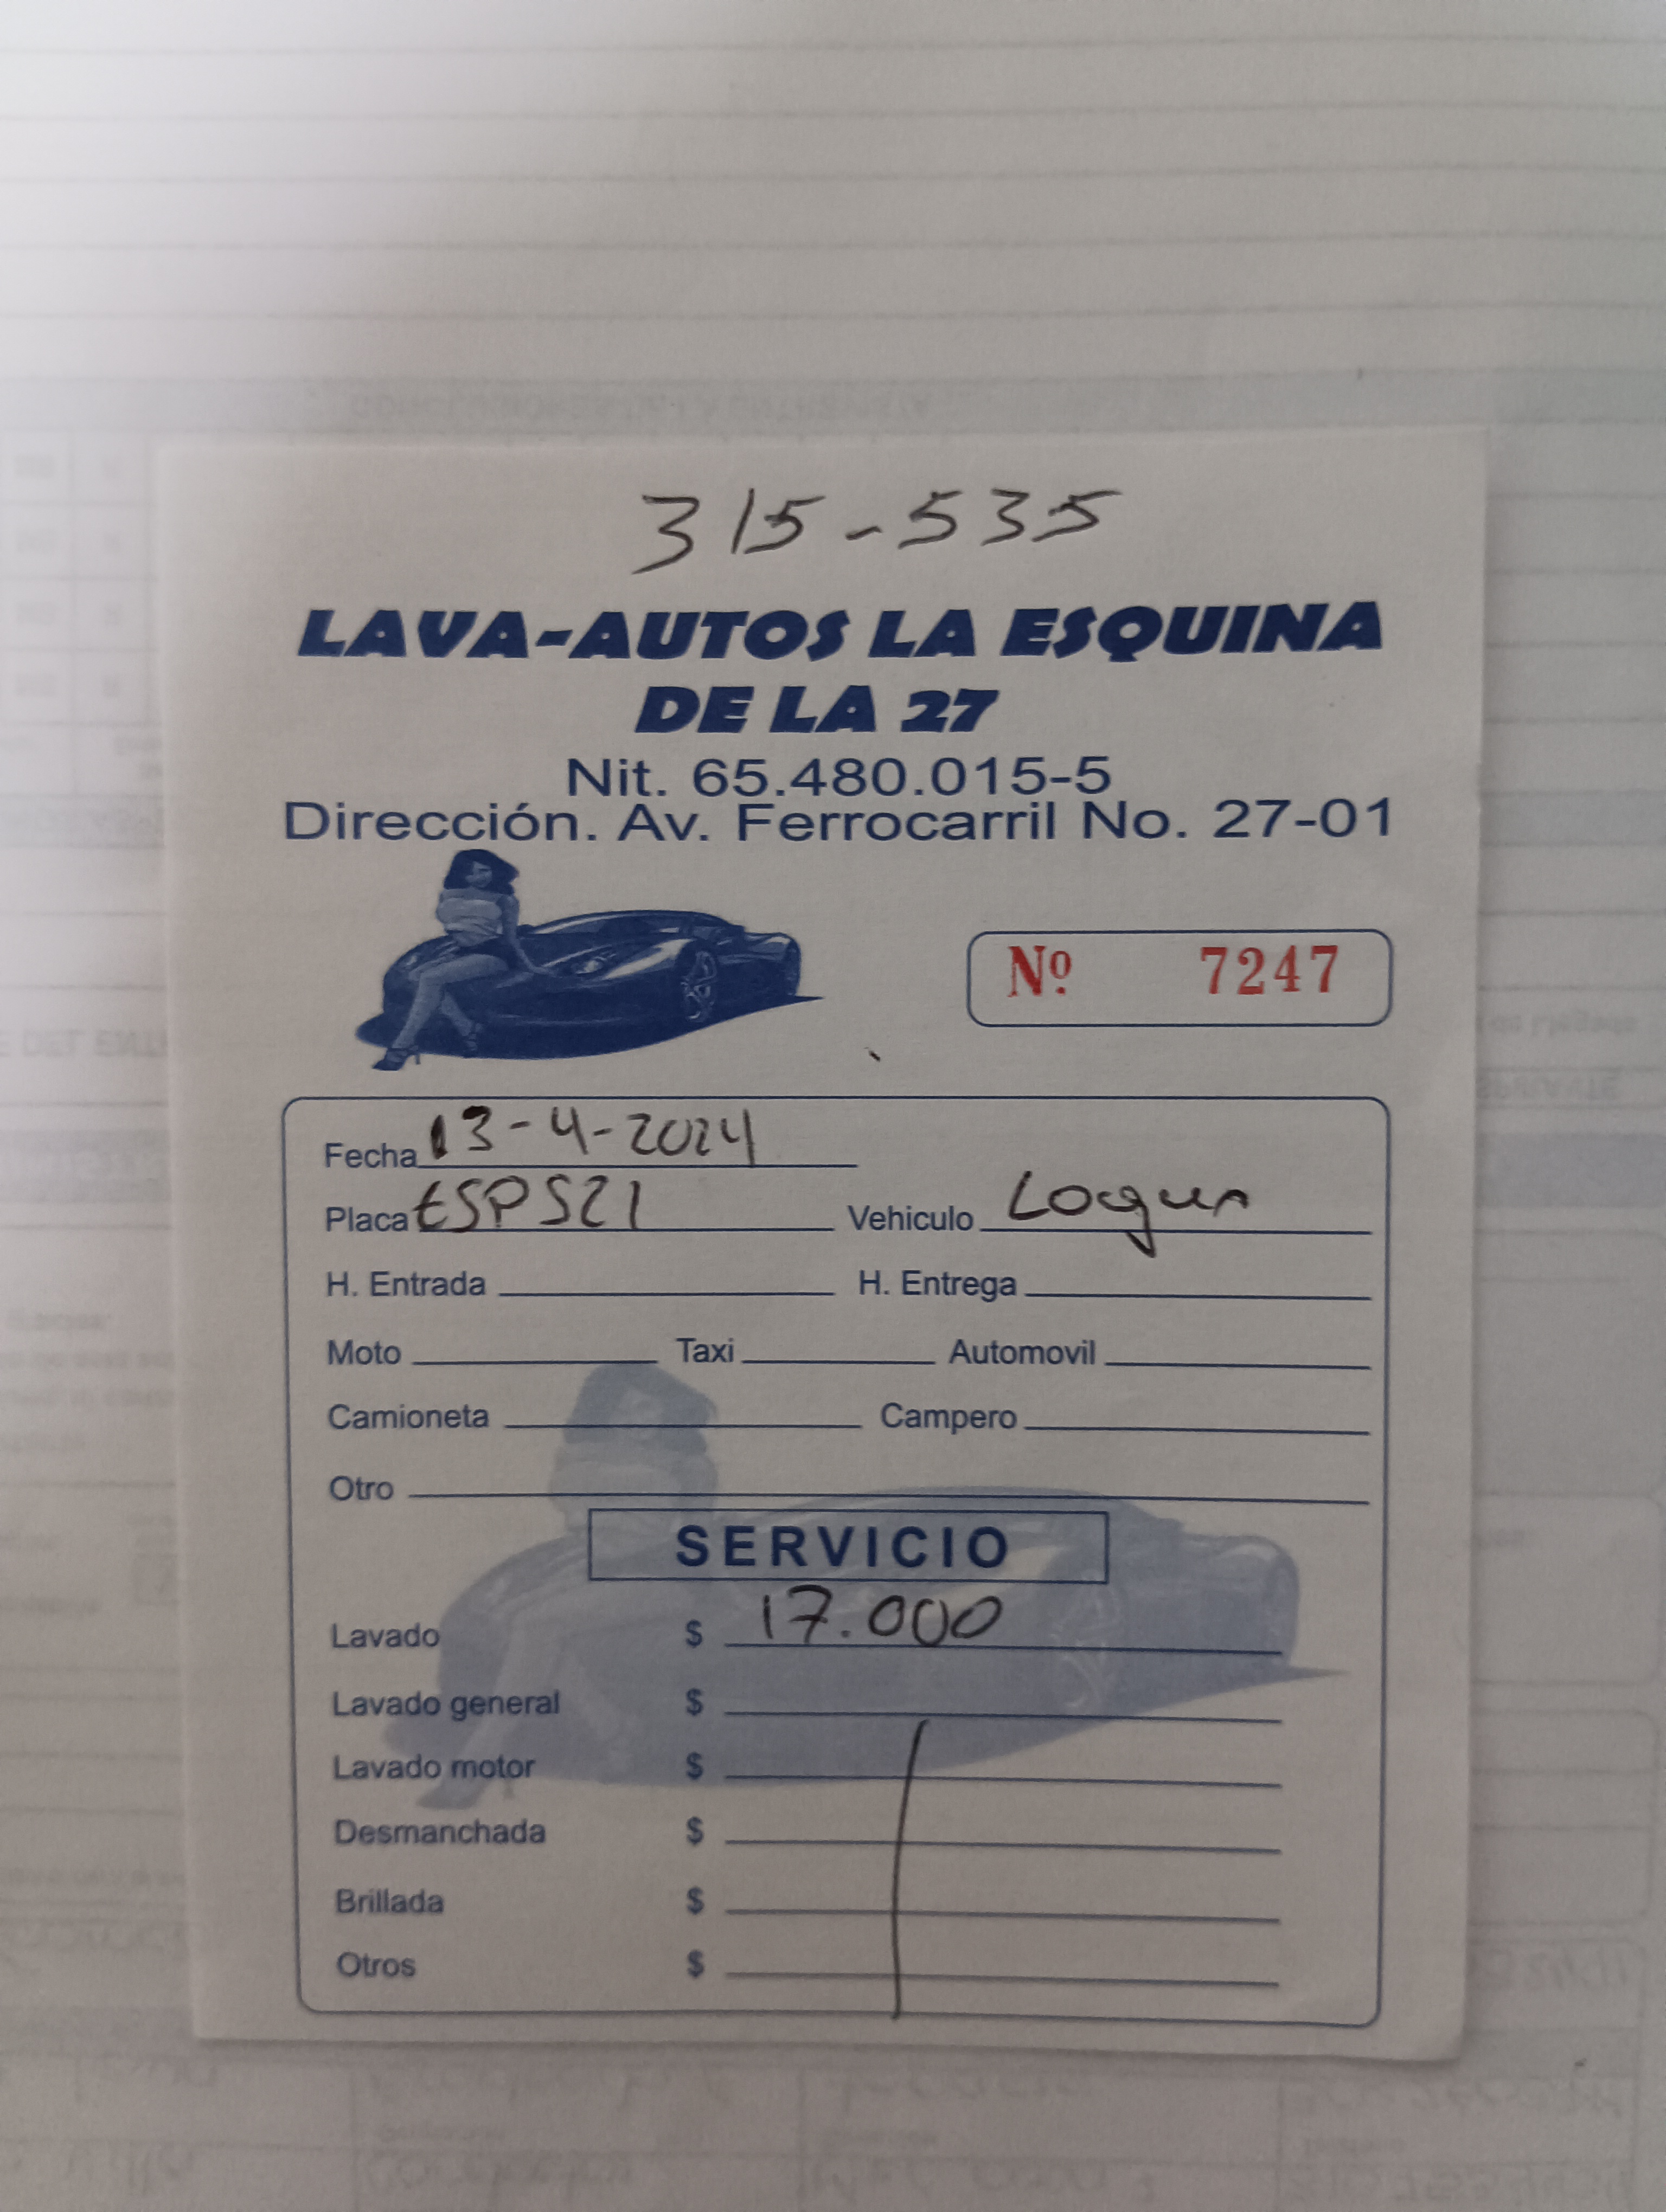 315-535
LAVA-AUTOS LA ESQUINA
DE LA 27
Nit. 65.480.015-5
Dirección. Av. Ferrocarril No. 27-01
Nº 7247
Fecha 13-4-2024
Placa ESP521 Vehiculo Logun
H. Entrada H. Entrega
Moto Taxi Automovil
Camioneta Campero
Otro
SERVICIO
Lavado $ 17.000
Lavado general $
Lavado motor $
Desmanchada $
Brillada $
Otros $